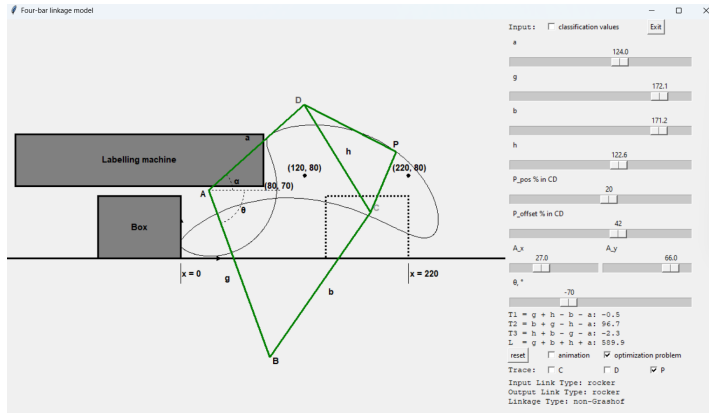 Four-bar linkage model
Input: classification values Exit
a
124.0
g
172.1
b
171.2
h
122.6
P_pos % in CD
20
P_offset % in CD
42
A_x A_y
27.0 66.0
θ, °
-70
T1 = g + h - b - a: -0.5
T2 = b + g - h - a: 96.7
T3 = h + b - g - a: -2.3
L = g + b + h + a: 589.9
reset animation optimization problem
Trace: C D P
Input Link Type: rocker
Output Link Type: rocker
Linkage Type: non-Grashof
D
a
h
P
Labelling machine
(120, 80)
(220, 80)
α
(80, 70)
A
θ
C
Box
x = 0
x = 220
g
b
B